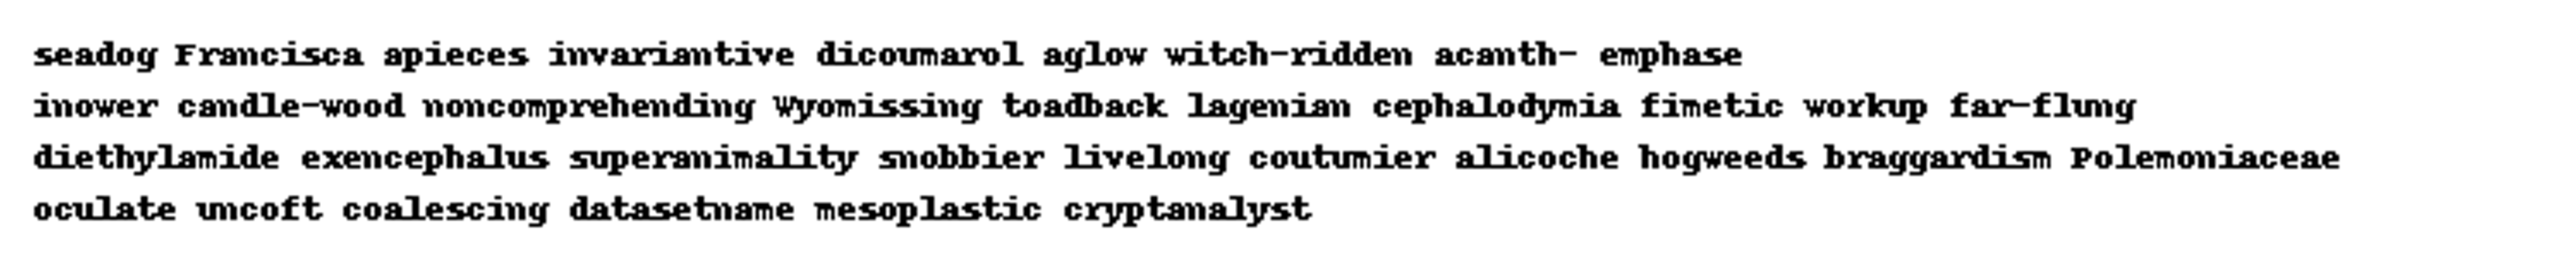 seadog Francisca apieces invariantive dicoumarol aglow witch-ridden acanth- emphase
inower candle-wood noncomprehending Wyomissing toadback lagenian cephalodymia fimetic workup far-flung
diethylamide exencephalus superanimality snobbier livelong coutumier alicoche hogweeds braggardism Polemoniaceae
oculate uncoft coalescing datasetname mesoplastic cryptanalyst